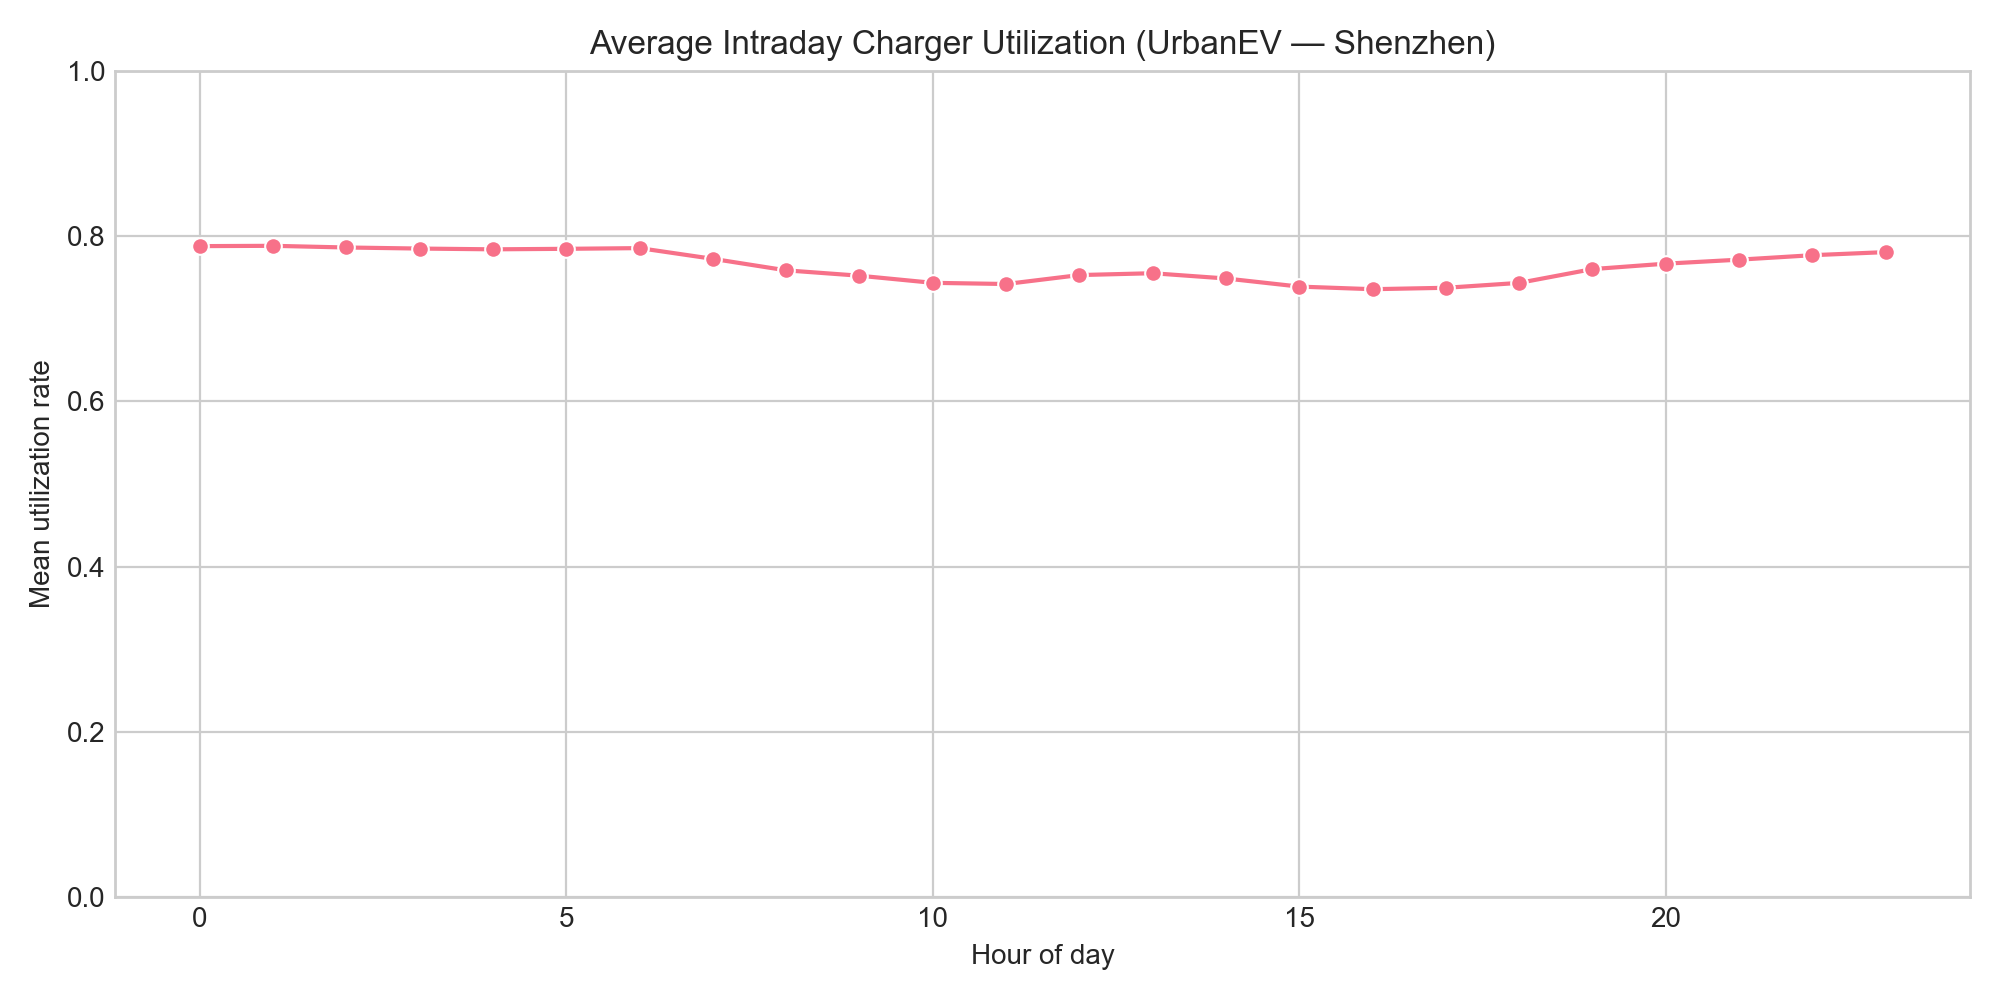 Average Intraday Charger Utilization (UrbanEV — Shenzhen)
1.0
0.8
0.6
0.4
0.2
0.0
Mean utilization rate
0 5 10 15 20
Hour of day